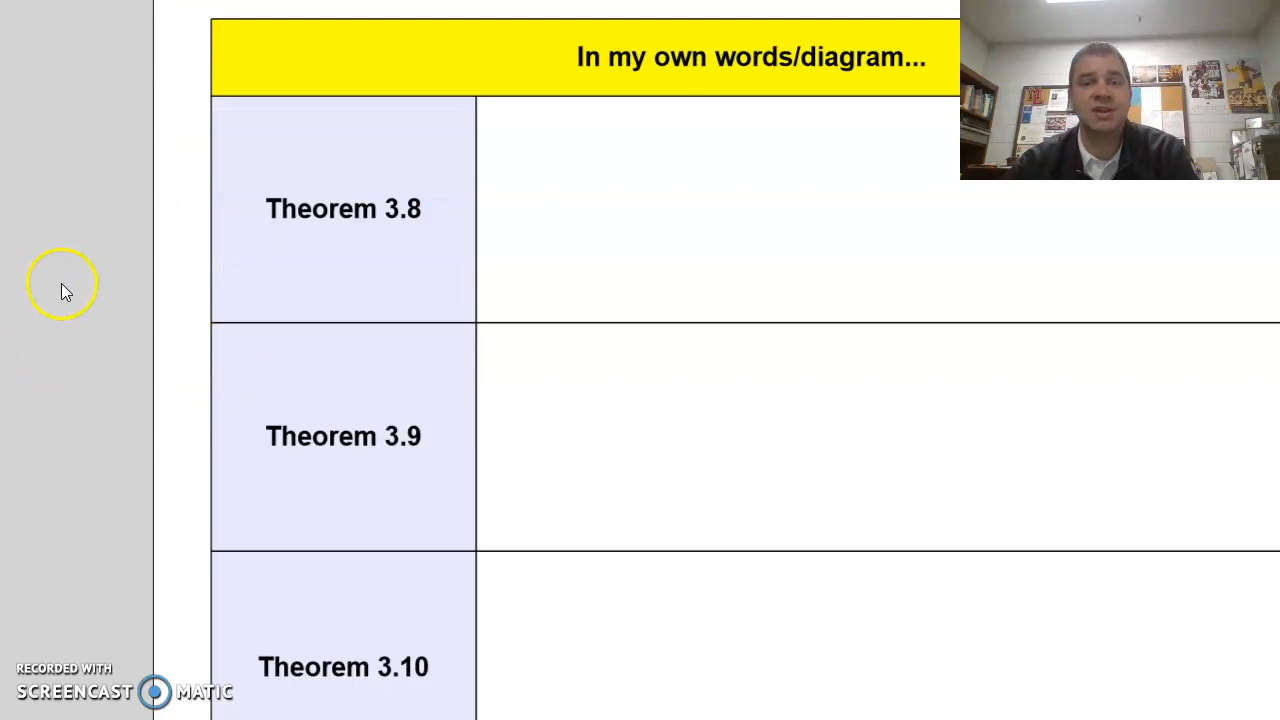 In my own words/diagram...
Theorem 3.8
Theorem 3.9
Theorem 3.10
RECORDED WITH
SCREENCAST MATIC